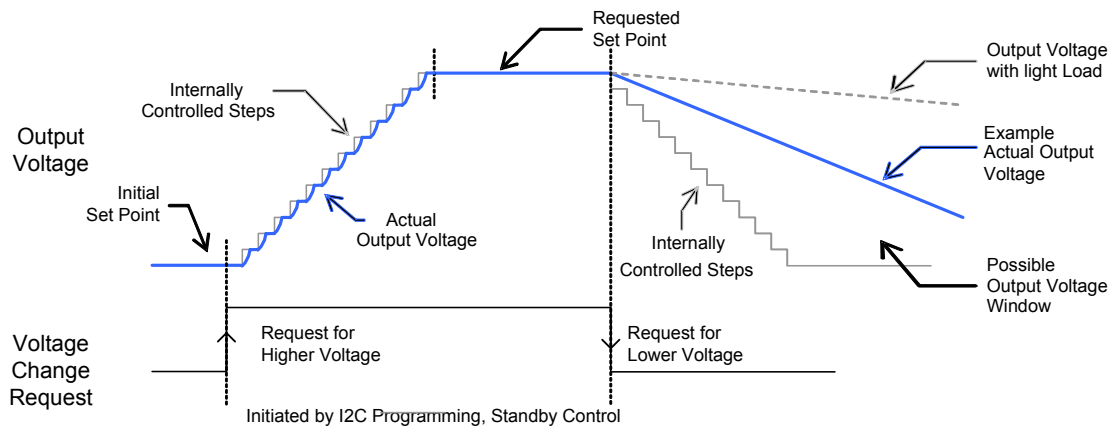 Requested
Set Point
Output Voltage
with light Load
Internally
Controlled Steps
Output
Voltage
Example
Actual Output
Voltage
Initial
Set Point
Actual
Output Voltage
Internally
Controlled Steps
Possible
Output Voltage
Window
Voltage
Change
Request
Request for
Higher Voltage
Request for
Lower Voltage
Initiated by I2C Programming, Standby Control